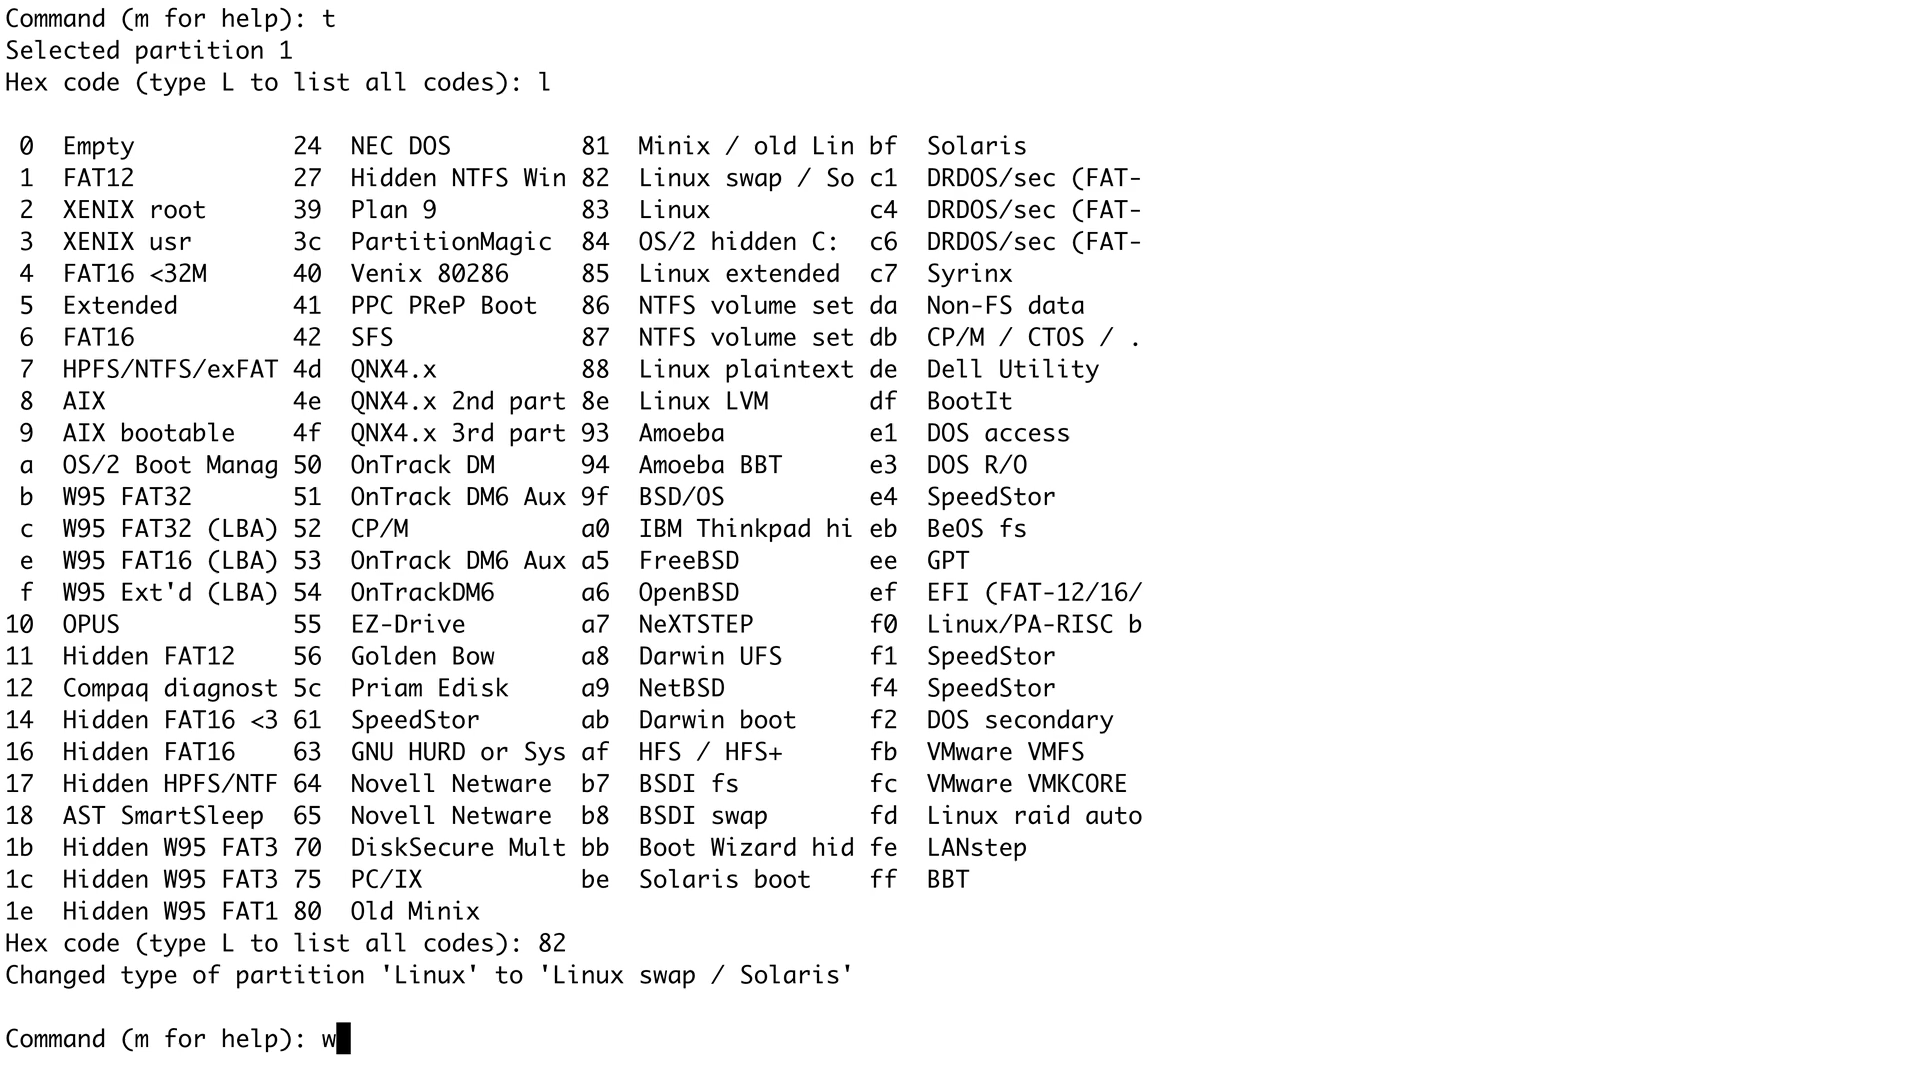 Command (m for help): t
Selected partition 1
Hex code (type L to list all codes): l
 0  Empty           24  NEC DOS         81  Minix / old Lin bf  Solaris
 1  FAT12           27  Hidden NTFS Win 82  Linux swap / So c1  DRDOS/sec (FAT-
 2  XENIX root      39  Plan 9          83  Linux           c4  DRDOS/sec (FAT-
 3  XENIX usr       3c  PartitionMagic  84  OS/2 hidden C:  c6  DRDOS/sec (FAT-
 4  FAT16 <32M      40  Venix 80286     85  Linux extended  c7  Syrinx
 5  Extended        41  PPC PReP Boot   86  NTFS volume set da  Non-FS data
 6  FAT16           42  SFS             87  NTFS volume set db  CP/M / CTOS / .
 7  HPFS/NTFS/exFAT 4d  QNX4.x          88  Linux plaintext de  Dell Utility
 8  AIX             4e  QNX4.x 2nd part 8e  Linux LVM       df  BootIt
 9  AIX bootable    4f  QNX4.x 3rd part 93  Amoeba          e1  DOS access
 a  OS/2 Boot Manag 50  OnTrack DM      94  Amoeba BBT      e3  DOS R/O
 b  W95 FAT32       51  OnTrack DM6 Aux 9f  BSD/OS          e4  SpeedStor
 c  W95 FAT32 (LBA) 52  CP/M            a0  IBM Thinkpad hi eb  BeOS fs
 e  W95 FAT16 (LBA) 53  OnTrack DM6 Aux a5  FreeBSD         ee  GPT
 f  W95 Ext'd (LBA) 54  OnTrackDM6      a6  OpenBSD         ef  EFI (FAT-12/16/
10  OPUS            55  EZ-Drive        a7  NeXTSTEP        f0  Linux/PA-RISC b
11  Hidden FAT12    56  Golden Bow      a8  Darwin UFS      f1  SpeedStor
12  Compaq diagnost 5c  Priam Edisk     a9  NetBSD          f4  SpeedStor
14  Hidden FAT16 <3 61  SpeedStor       ab  Darwin boot     f2  DOS secondary
16  Hidden FAT16    63  GNU HURD or Sys af  HFS / HFS+      fb  VMware VMFS
17  Hidden HPFS/NTF 64  Novell Netware  b7  BSDI fs         fc  VMware VMKCORE
18  AST SmartSleep  65  Novell Netware  b8  BSDI swap       fd  Linux raid auto
1b  Hidden W95 FAT3 70  DiskSecure Mult bb  Boot Wizard hid fe  LANstep
1c  Hidden W95 FAT3 75  PC/IX           be  Solaris boot    ff  BBT
1e  Hidden W95 FAT1 80  Old Minix
Hex code (type L to list all codes): 82
Changed type of partition 'Linux' to 'Linux swap / Solaris'
Command (m for help): w